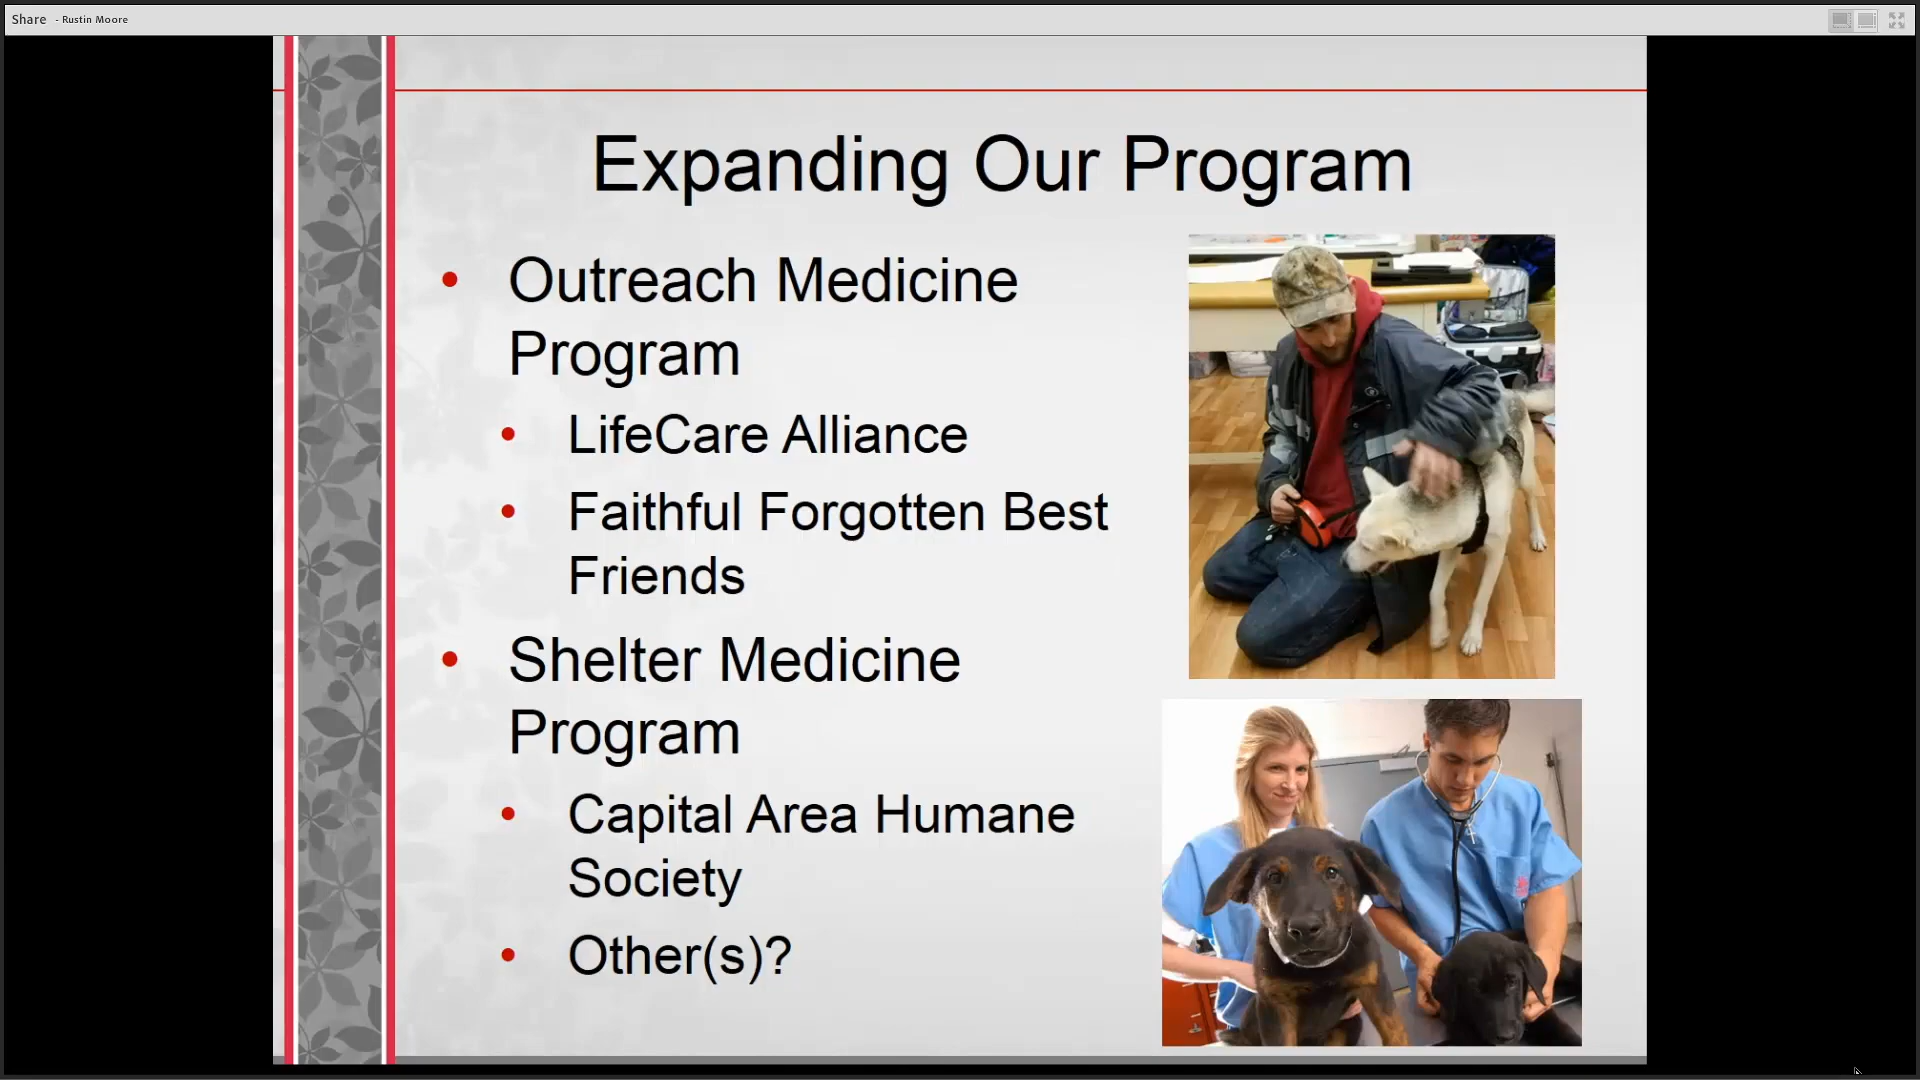 Share - Rustin Moore
Expanding Our Program
• Outreach Medicine
Program
• LifeCare Alliance
• Faithful Forgotten Best
Friends
• Shelter Medicine
Program
• Capital Area Humane
Society
• Other(s)?